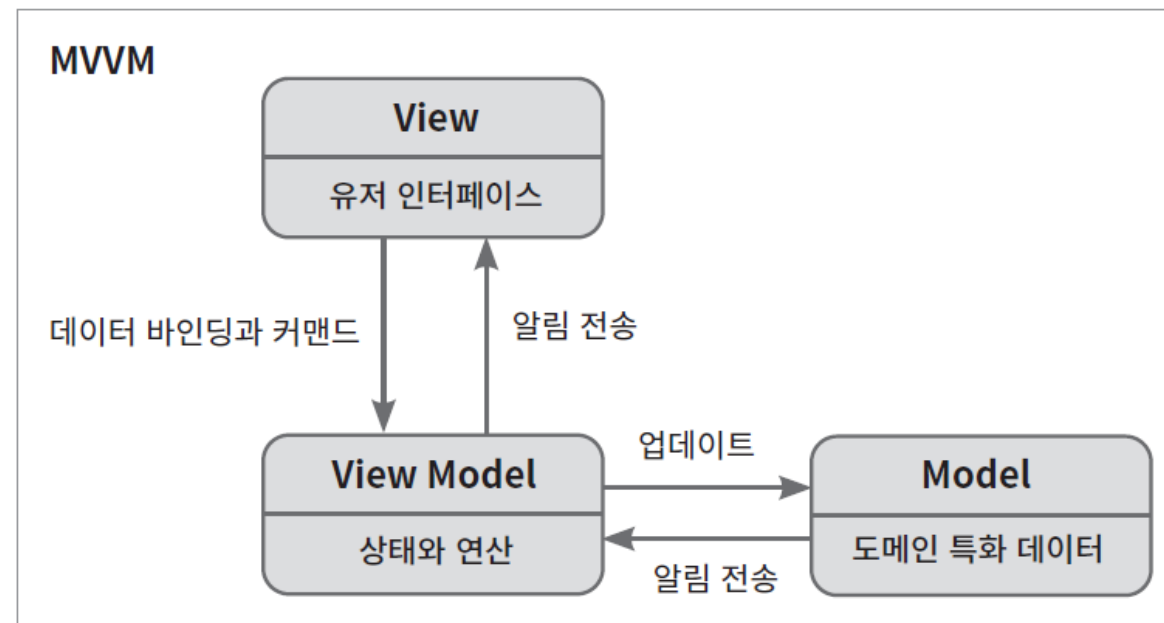 MVVM
View
유저 인터페이스
데이터 바인딩과 커맨드
알림 전송
View Model
상태와 연산
업데이트
알림 전송
Model
도메인 특화 데이터